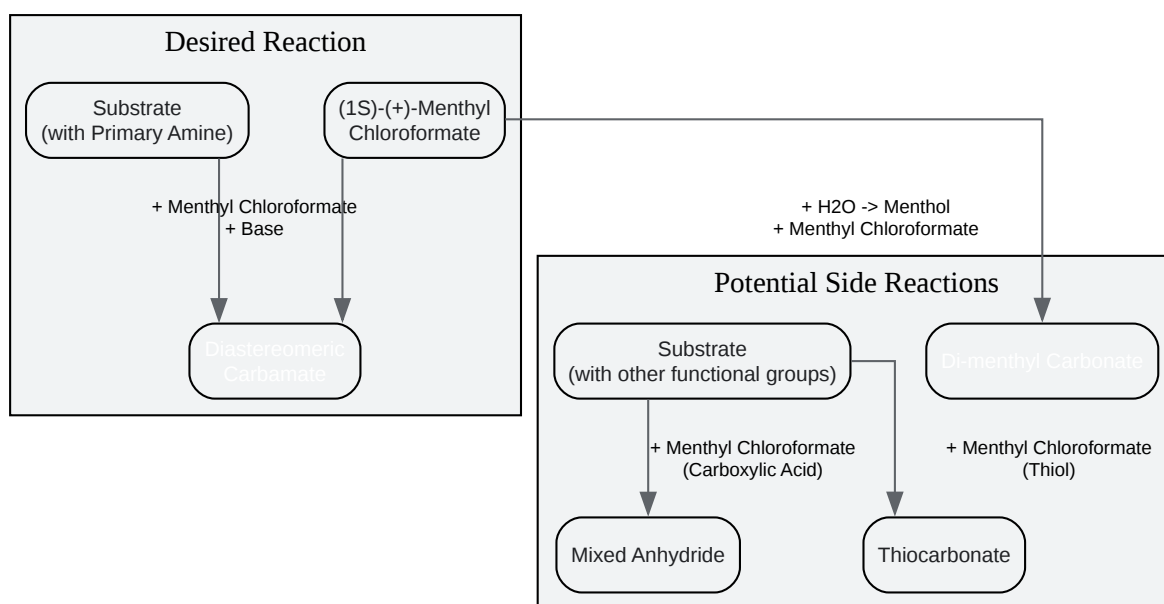 Desired Reaction
Substrate
(with Primary Amine)
(1S)-(+)-Menthyl
Chloroformate
+ Menthyl Chloroformate
+ Base
+ H2O -> Menthol
+ Menthyl Chloroformate
Diastereomeric
Carbamate
Potential Side Reactions
Substrate
(with other functional groups)
Di-menthyl Carbonate
+ Menthyl Chloroformate
(Carboxylic Acid)
+ Menthyl Chloroformate
(Thiol)
Mixed Anhydride
Thiocarbonate